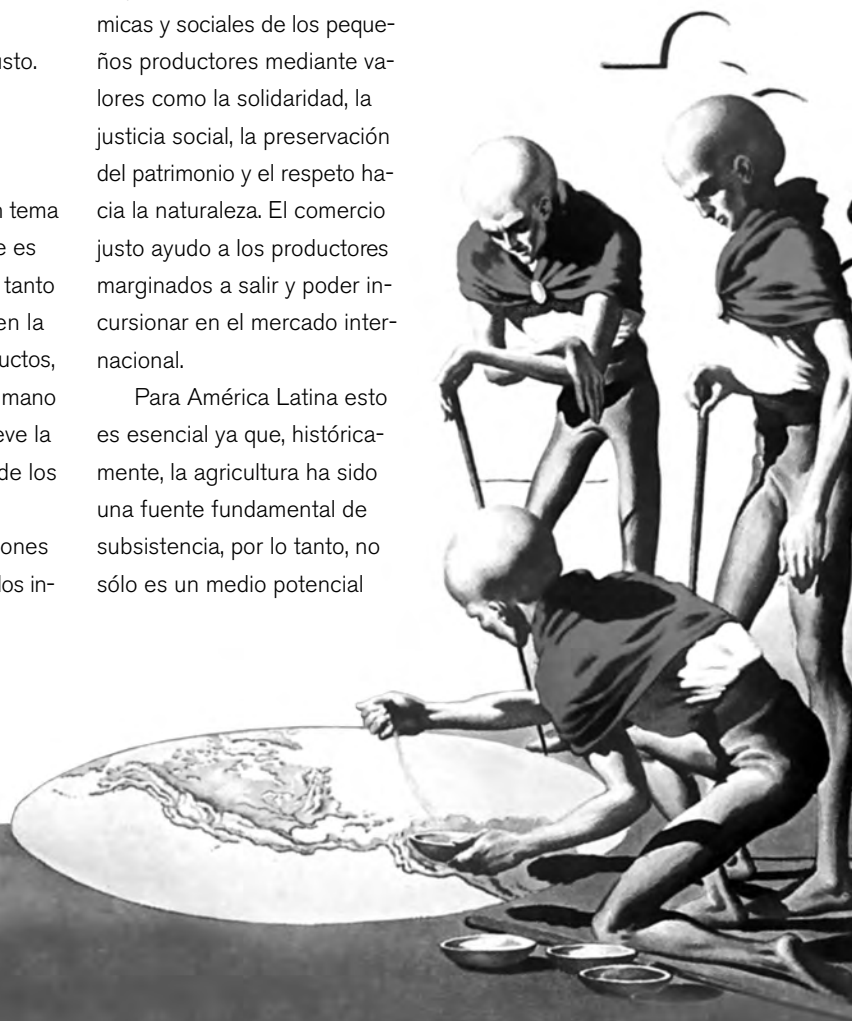 usto.
n tema
e es
tanto
en la
uctos,
mano
eve la
de los
ones
los in-
micas y sociales de los peque-
ños productores mediante va-
lores como la solidaridad, la
justicia social, la preservación
del patrimonio y el respeto ha-
cia la naturaleza. El comercio
justo ayudo a los productores
marginados a salir y poder in-
cursionar en el mercado inter-
nacional.
Para América Latina esto
es esencial ya que, histórica-
mente, la agricultura ha sido
una fuente fundamental de
subsistencia, por lo tanto, no
sólo es un medio potencial